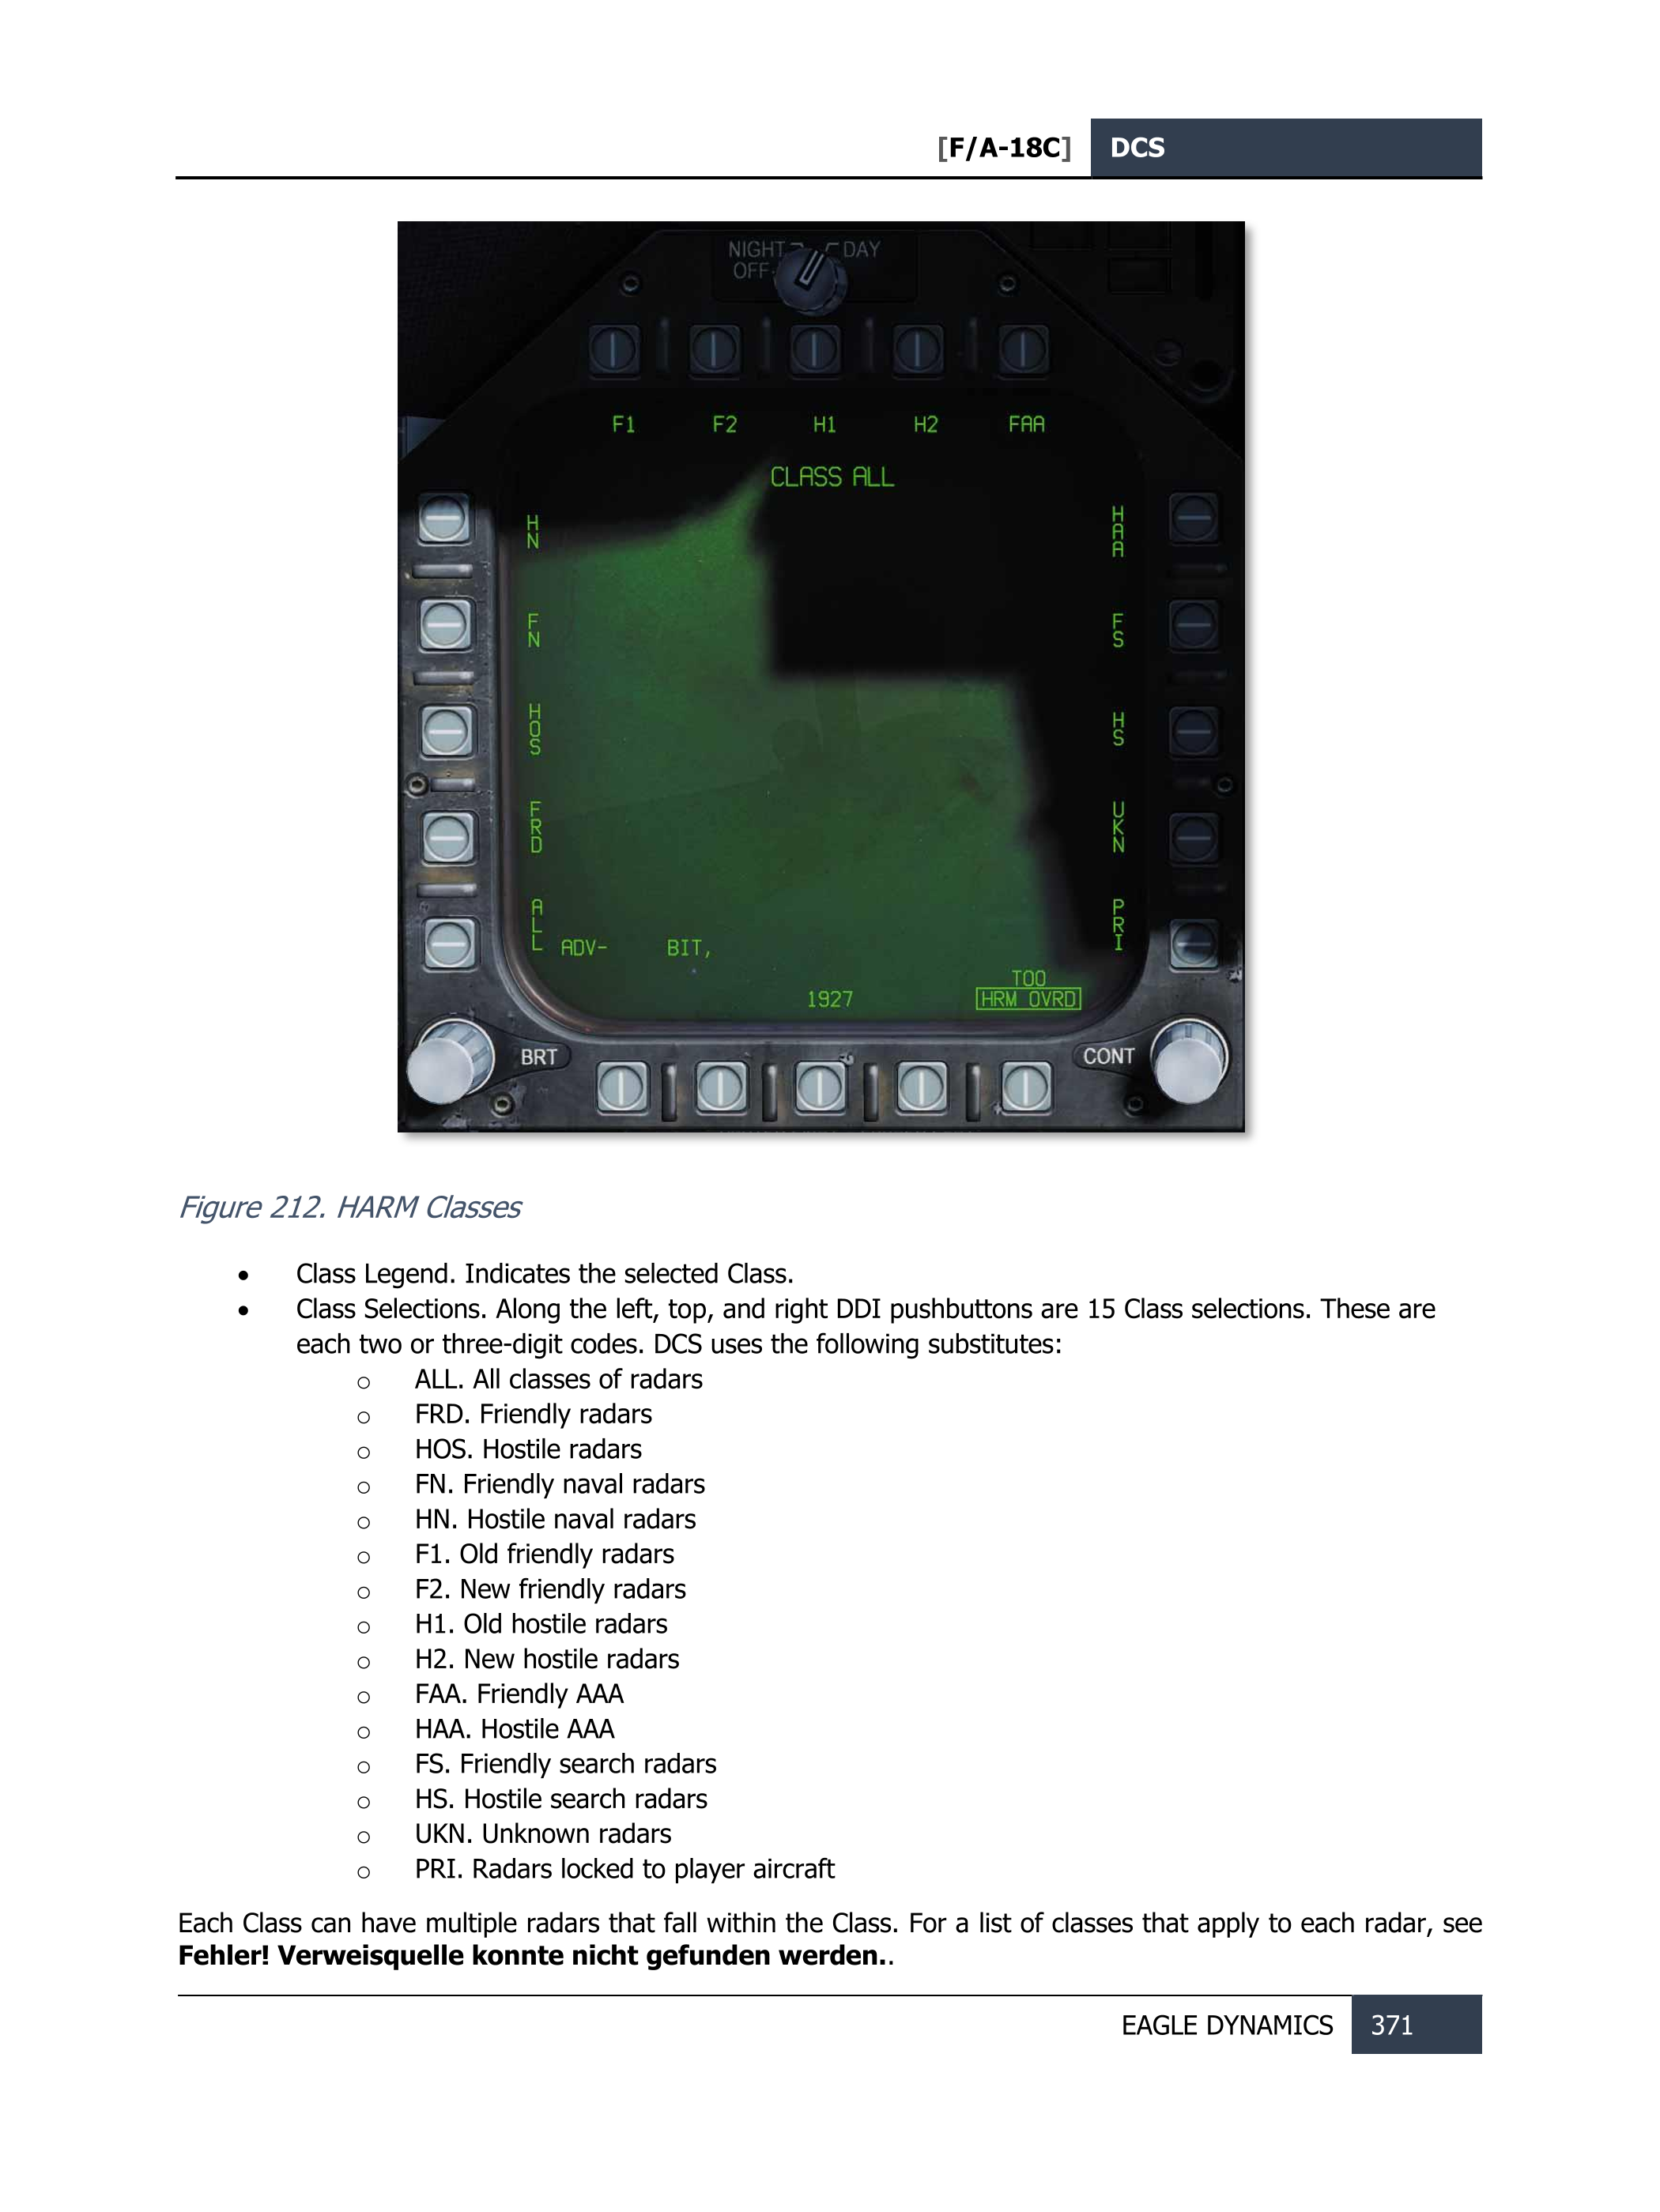 [F/A-18C] DCS
NIGHT DAY
OFF
F1 F2 H1 H2 FAA
CLASS ALL
HN HAA
FN FS
HOS HS
FRD UKN
ALL PRI
ADV- BIT,
TOO
1927 HRM OVRD
BRT CONT
Figure 212. HARM Classes
• Class Legend. Indicates the selected Class.
• Class Selections. Along the left, top, and right DDI pushbuttons are 15 Class selections. These are
each two or three-digit codes. DCS uses the following substitutes:
o ALL. All classes of radars
o FRD. Friendly radars
o HOS. Hostile radars
o FN. Friendly naval radars
o HN. Hostile naval radars
o F1. Old friendly radars
o F2. New friendly radars
o H1. Old hostile radars
o H2. New hostile radars
o FAA. Friendly AAA
o HAA. Hostile AAA
o FS. Friendly search radars
o HS. Hostile search radars
o UKN. Unknown radars
o PRI. Radars locked to player aircraft
Each Class can have multiple radars that fall within the Class. For a list of classes that apply to each radar, see
Fehler! Verweisquelle konnte nicht gefunden werden..
EAGLE DYNAMICS 371